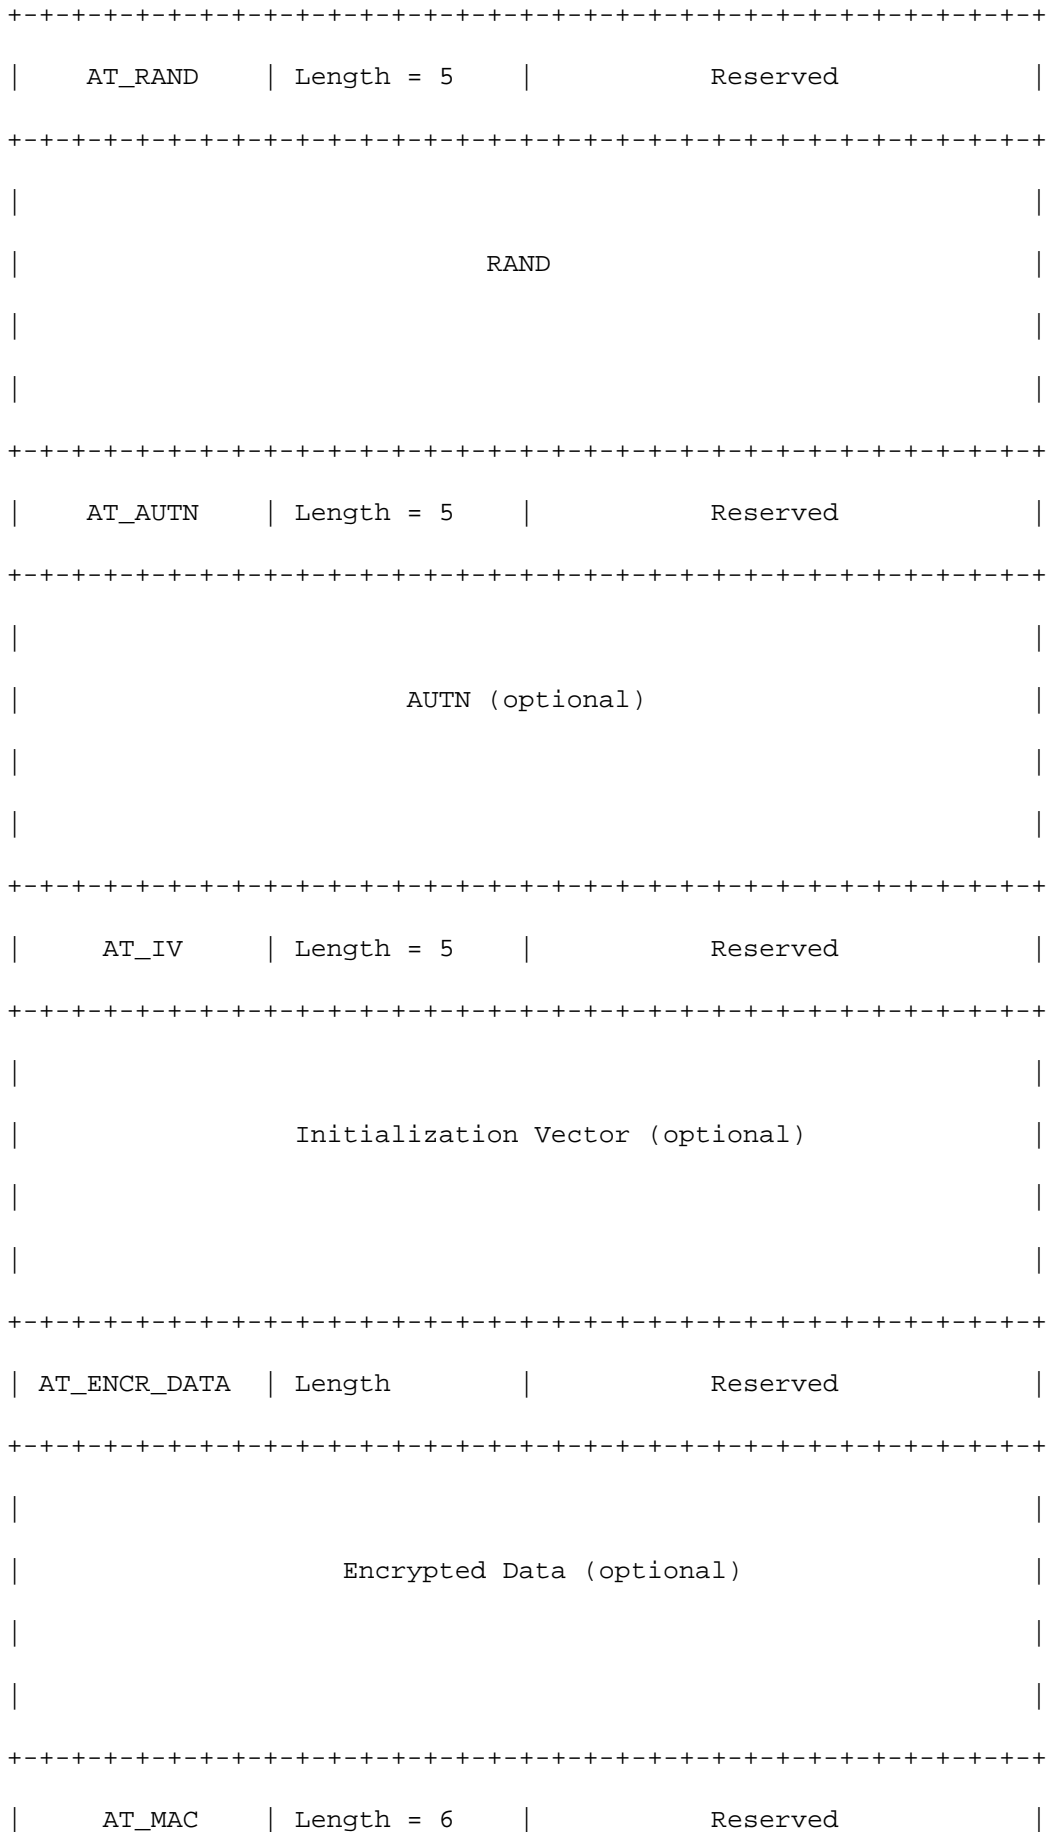 +-+-+-+-+-+-+-+-+-+-+-+-+-+-+-+-+-+-+-+-+-+-+-+-+-+-+-+-+-+-+-+-+
|    AT_RAND    | Length = 5    |           Reserved            |
+-+-+-+-+-+-+-+-+-+-+-+-+-+-+-+-+-+-+-+-+-+-+-+-+-+-+-+-+-+-+-+-+
|                                                               |
|                             RAND                              |
|                                                               |
|                                                               |
+-+-+-+-+-+-+-+-+-+-+-+-+-+-+-+-+-+-+-+-+-+-+-+-+-+-+-+-+-+-+-+-+
|    AT_AUTN    | Length = 5    |           Reserved            |
+-+-+-+-+-+-+-+-+-+-+-+-+-+-+-+-+-+-+-+-+-+-+-+-+-+-+-+-+-+-+-+-+
|                                                               |
|                        AUTN (optional)                        |
|                                                               |
|                                                               |
+-+-+-+-+-+-+-+-+-+-+-+-+-+-+-+-+-+-+-+-+-+-+-+-+-+-+-+-+-+-+-+-+
|     AT_IV     | Length = 5    |           Reserved            |
+-+-+-+-+-+-+-+-+-+-+-+-+-+-+-+-+-+-+-+-+-+-+-+-+-+-+-+-+-+-+-+-+
|                                                               |
|                 Initialization Vector (optional)              |
|                                                               |
|                                                               |
+-+-+-+-+-+-+-+-+-+-+-+-+-+-+-+-+-+-+-+-+-+-+-+-+-+-+-+-+-+-+-+-+
| AT_ENCR_DATA  | Length        |           Reserved            |
+-+-+-+-+-+-+-+-+-+-+-+-+-+-+-+-+-+-+-+-+-+-+-+-+-+-+-+-+-+-+-+-+
|                                                               |
|                    Encrypted Data (optional)                  |
|                                                               |
|                                                               |
+-+-+-+-+-+-+-+-+-+-+-+-+-+-+-+-+-+-+-+-+-+-+-+-+-+-+-+-+-+-+-+-+
|     AT_MAC    | Length = 6    |           Reserved            |